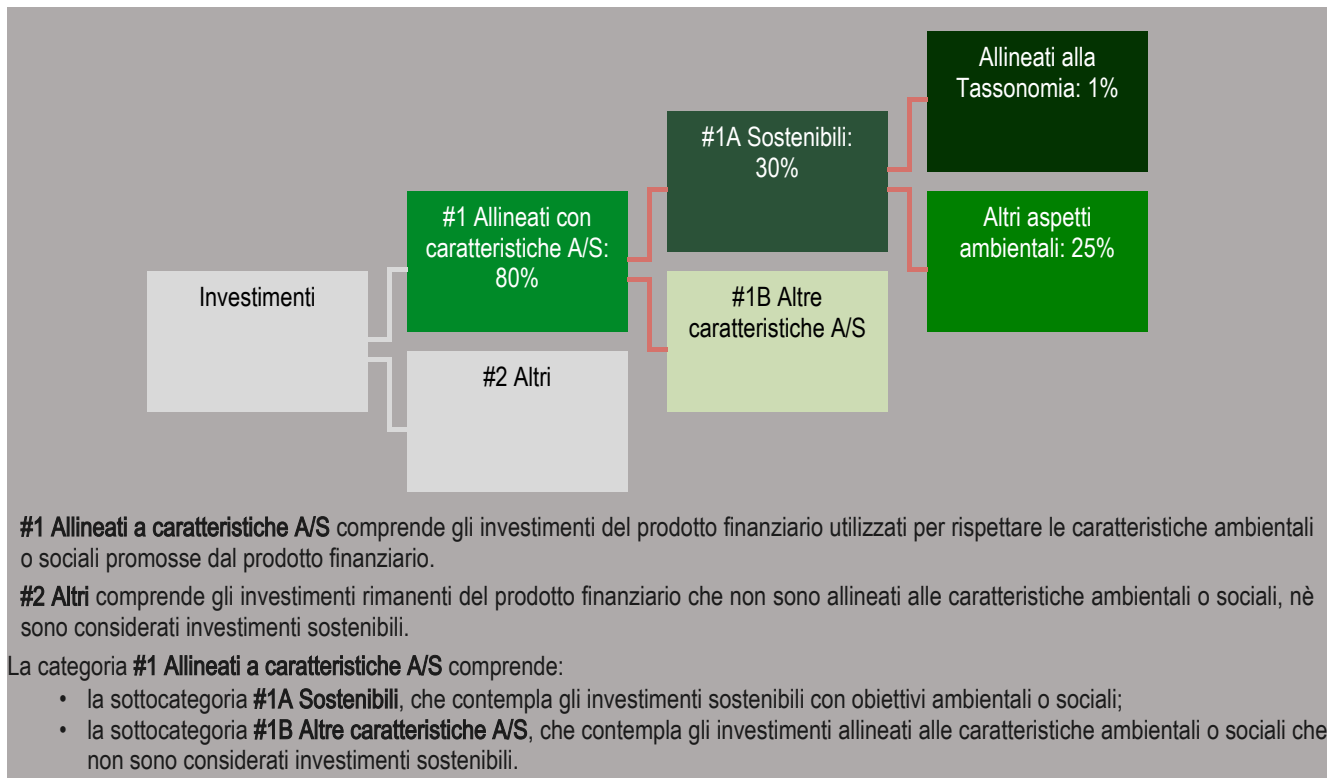 Allineati alla
Tassonomia: 1%
#1A Sostenibili:
30%
#1 Allineati con
caratteristiche A/S:
80%
Altri aspetti
ambientali: 25%
Investimenti
#1B Altre
caratteristiche A/S
#2 Altri
#1 Allineati a caratteristiche A/S comprende gli investimenti del prodotto finanziario utilizzati per rispettare le caratteristiche ambientali
o sociali promosse dal prodotto finanziario.
#2 Altri comprende gli investimenti rimanenti del prodotto finanziario che non sono allineati alle caratteristiche ambientali o sociali, nè
sono considerati investimenti sostenibili.
La categoria #1 Allineati a caratteristiche A/S comprende:
• la sottocategoria #1A Sostenibili, che contempla gli investimenti sostenibili con obiettivi ambientali o sociali;
• la sottocategoria #1B Altre caratteristiche A/S, che contempla gli investimenti allineati alle caratteristiche ambientali o sociali che
non sono considerati investimenti sostenibili.